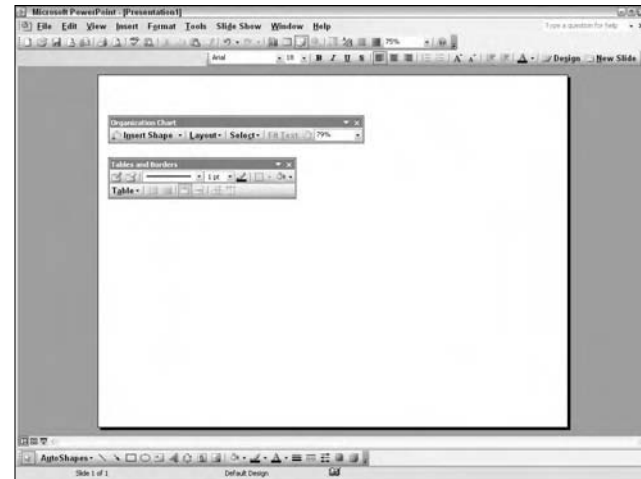 Microsoft PowerPoint - [Presentation1]
File Edit View Insert Format Tools Slide Show Window Help Type a question for help
75%
Arial 18 B I U S A A A Design New Slide
Organization Chart
Insert Shape Layout Select Fit Text 79%
Tables and Borders
1 pt
Table
AutoShapes A
Slide 1 of 1 Default Design